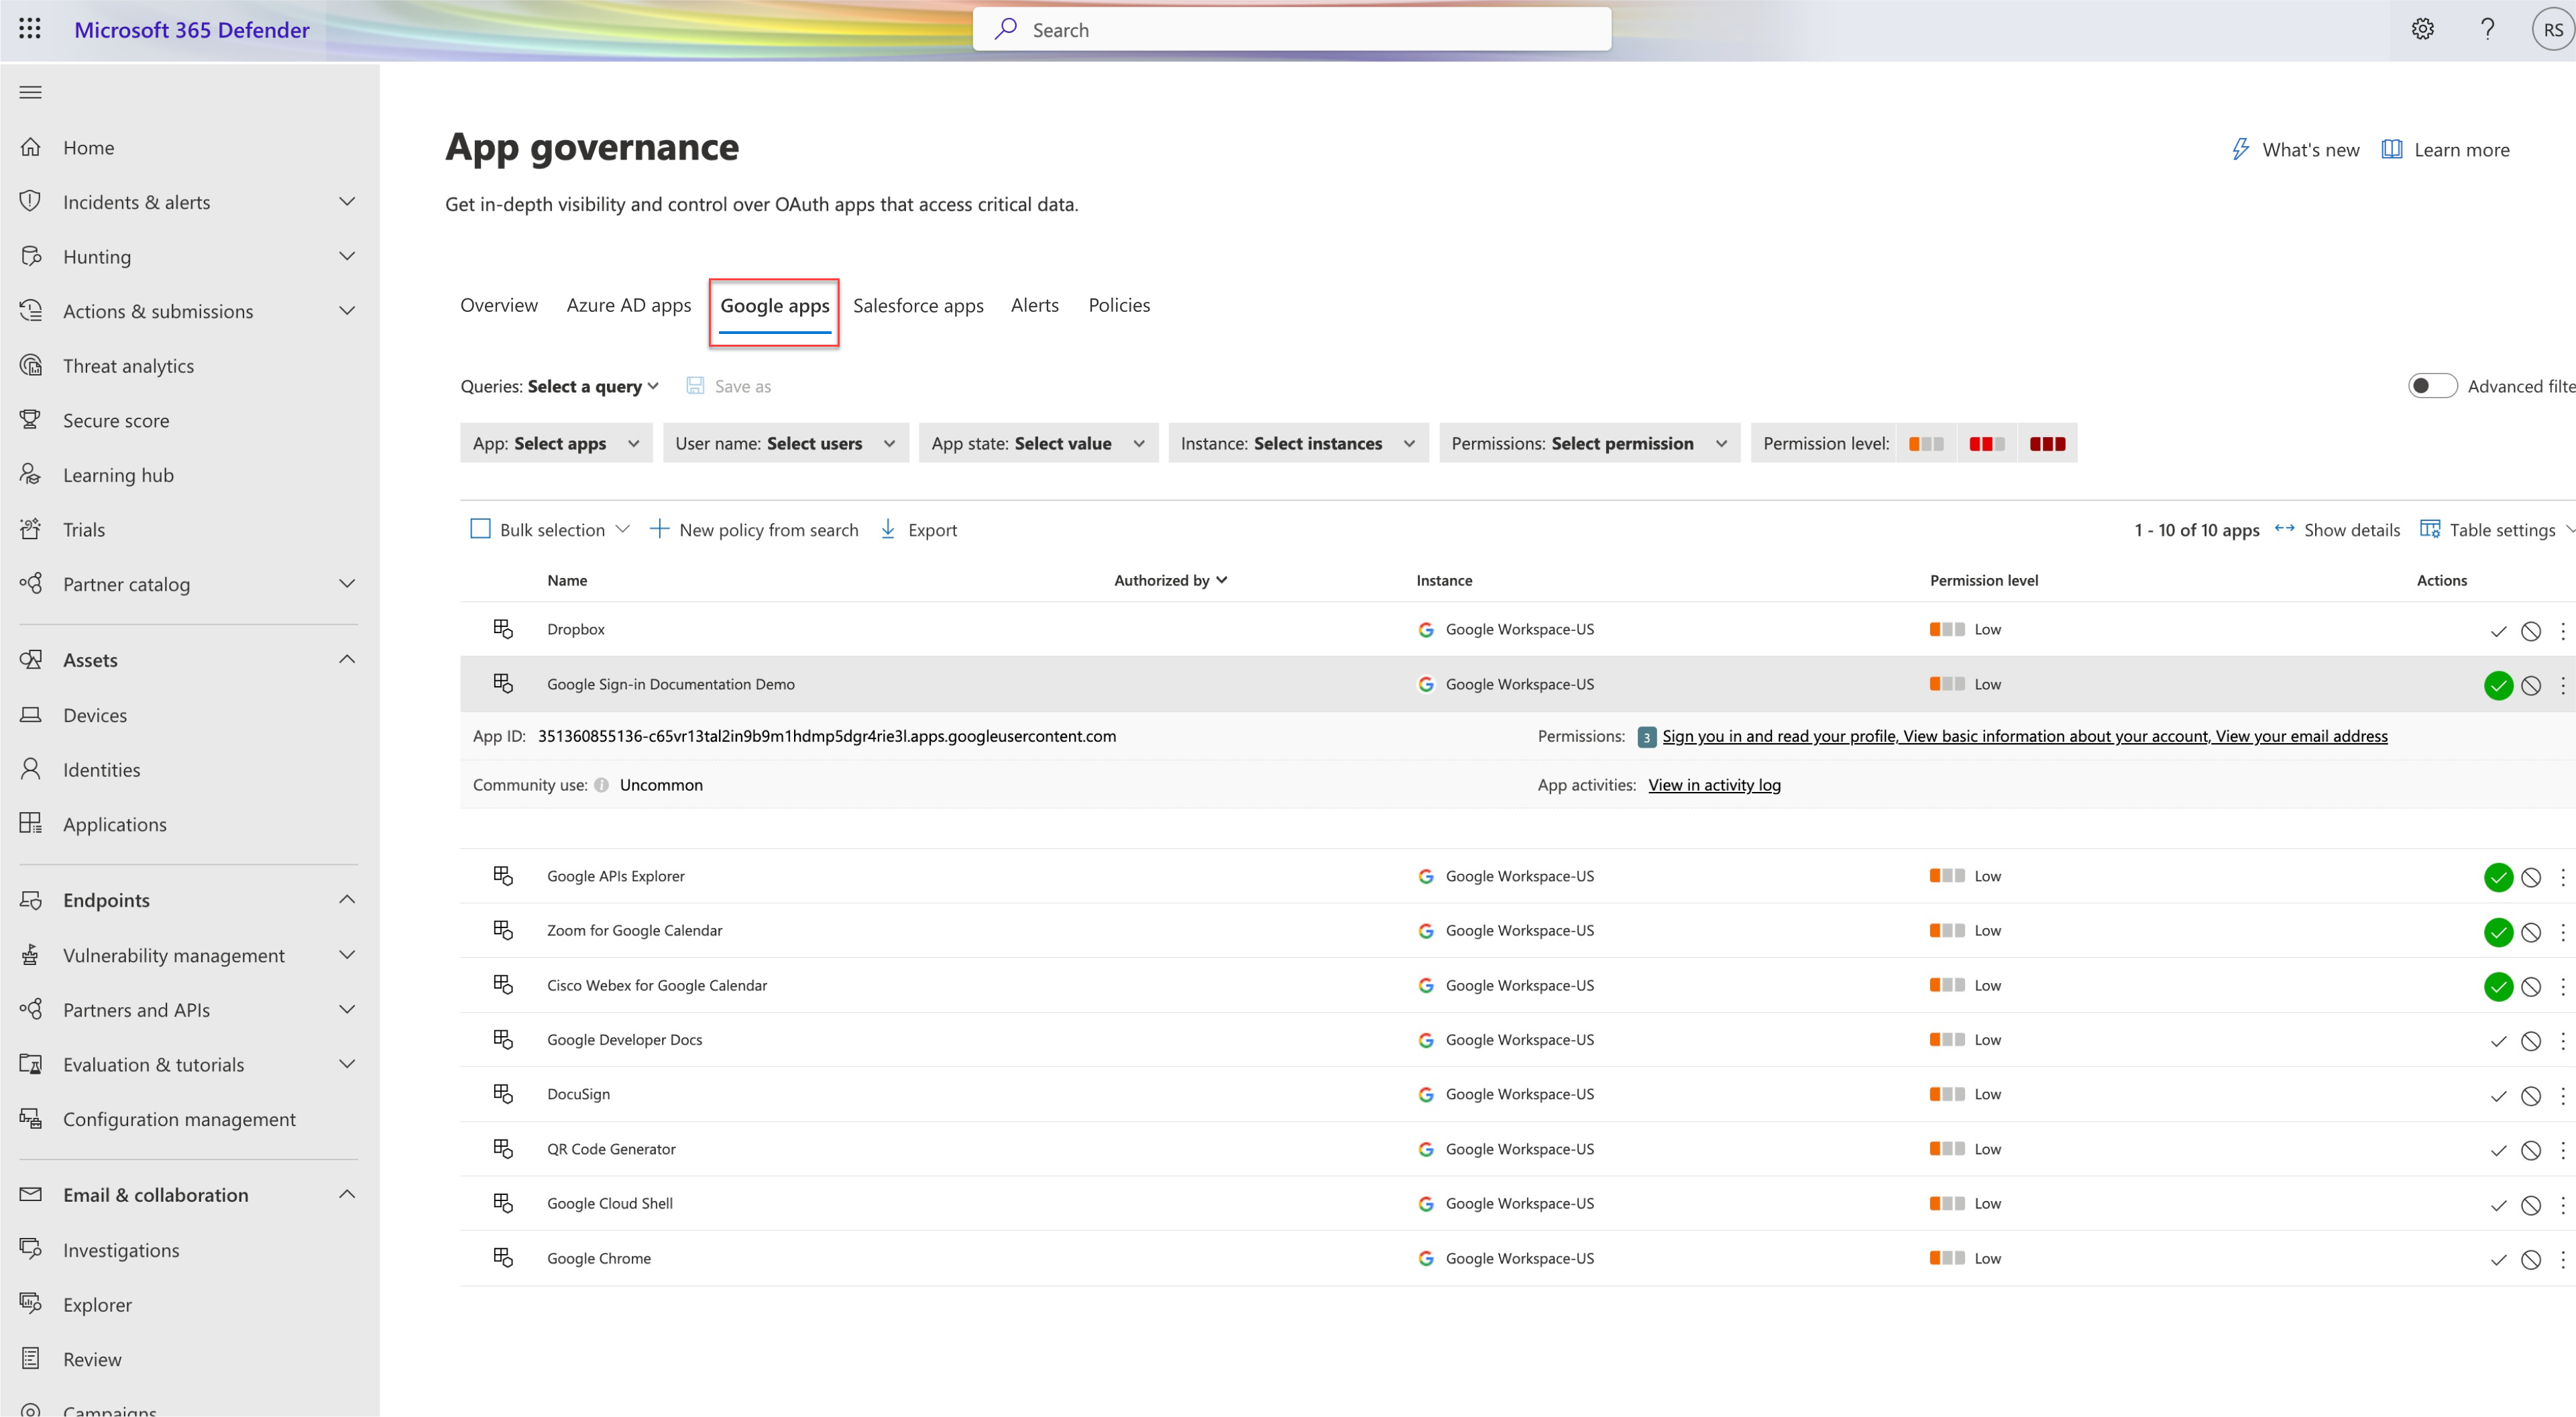 Microsoft 365 Defender
Search
RS
Home
Incidents & alerts
Hunting
Actions & submissions
Threat analytics
Secure score
Learning hub
Trials
Partner catalog
Assets
Devices
Identities
Applications
Endpoints
Vulnerability management
Partners and APIs
Evaluation & tutorials
Configuration management
Email & collaboration
Investigations
Explorer
Review
Campaigns
App governance
What's new Learn more
Get in-depth visibility and control over OAuth apps that access critical data.
Overview Azure AD apps Google apps Salesforce apps Alerts Policies
Queries: Select a query Save as Advanced filte
App: Select apps User name: Select users App state: Select value Instance: Select instances Permissions: Select permission Permission level:
Bulk selection New policy from search Export 1 - 10 of 10 apps Show details Table settings
Name Authorized by Instance Permission level Actions
Dropbox Google Workspace-US Low
Google Sign-in Documentation Demo Google Workspace-US Low
App ID: 351360855136-c65vr13tal2in9b9m1hdmp5dgr4rie3l.apps.googleusercontent.com Permissions: 3 Sign you in and read your profile, View basic information about your account, View your email address
Community use: Uncommon App activities: View in activity log
Google APIs Explorer Google Workspace-US Low
Zoom for Google Calendar Google Workspace-US Low
Cisco Webex for Google Calendar Google Workspace-US Low
Google Developer Docs Google Workspace-US Low
DocuSign Google Workspace-US Low
QR Code Generator Google Workspace-US Low
Google Cloud Shell Google Workspace-US Low
Google Chrome Google Workspace-US Low